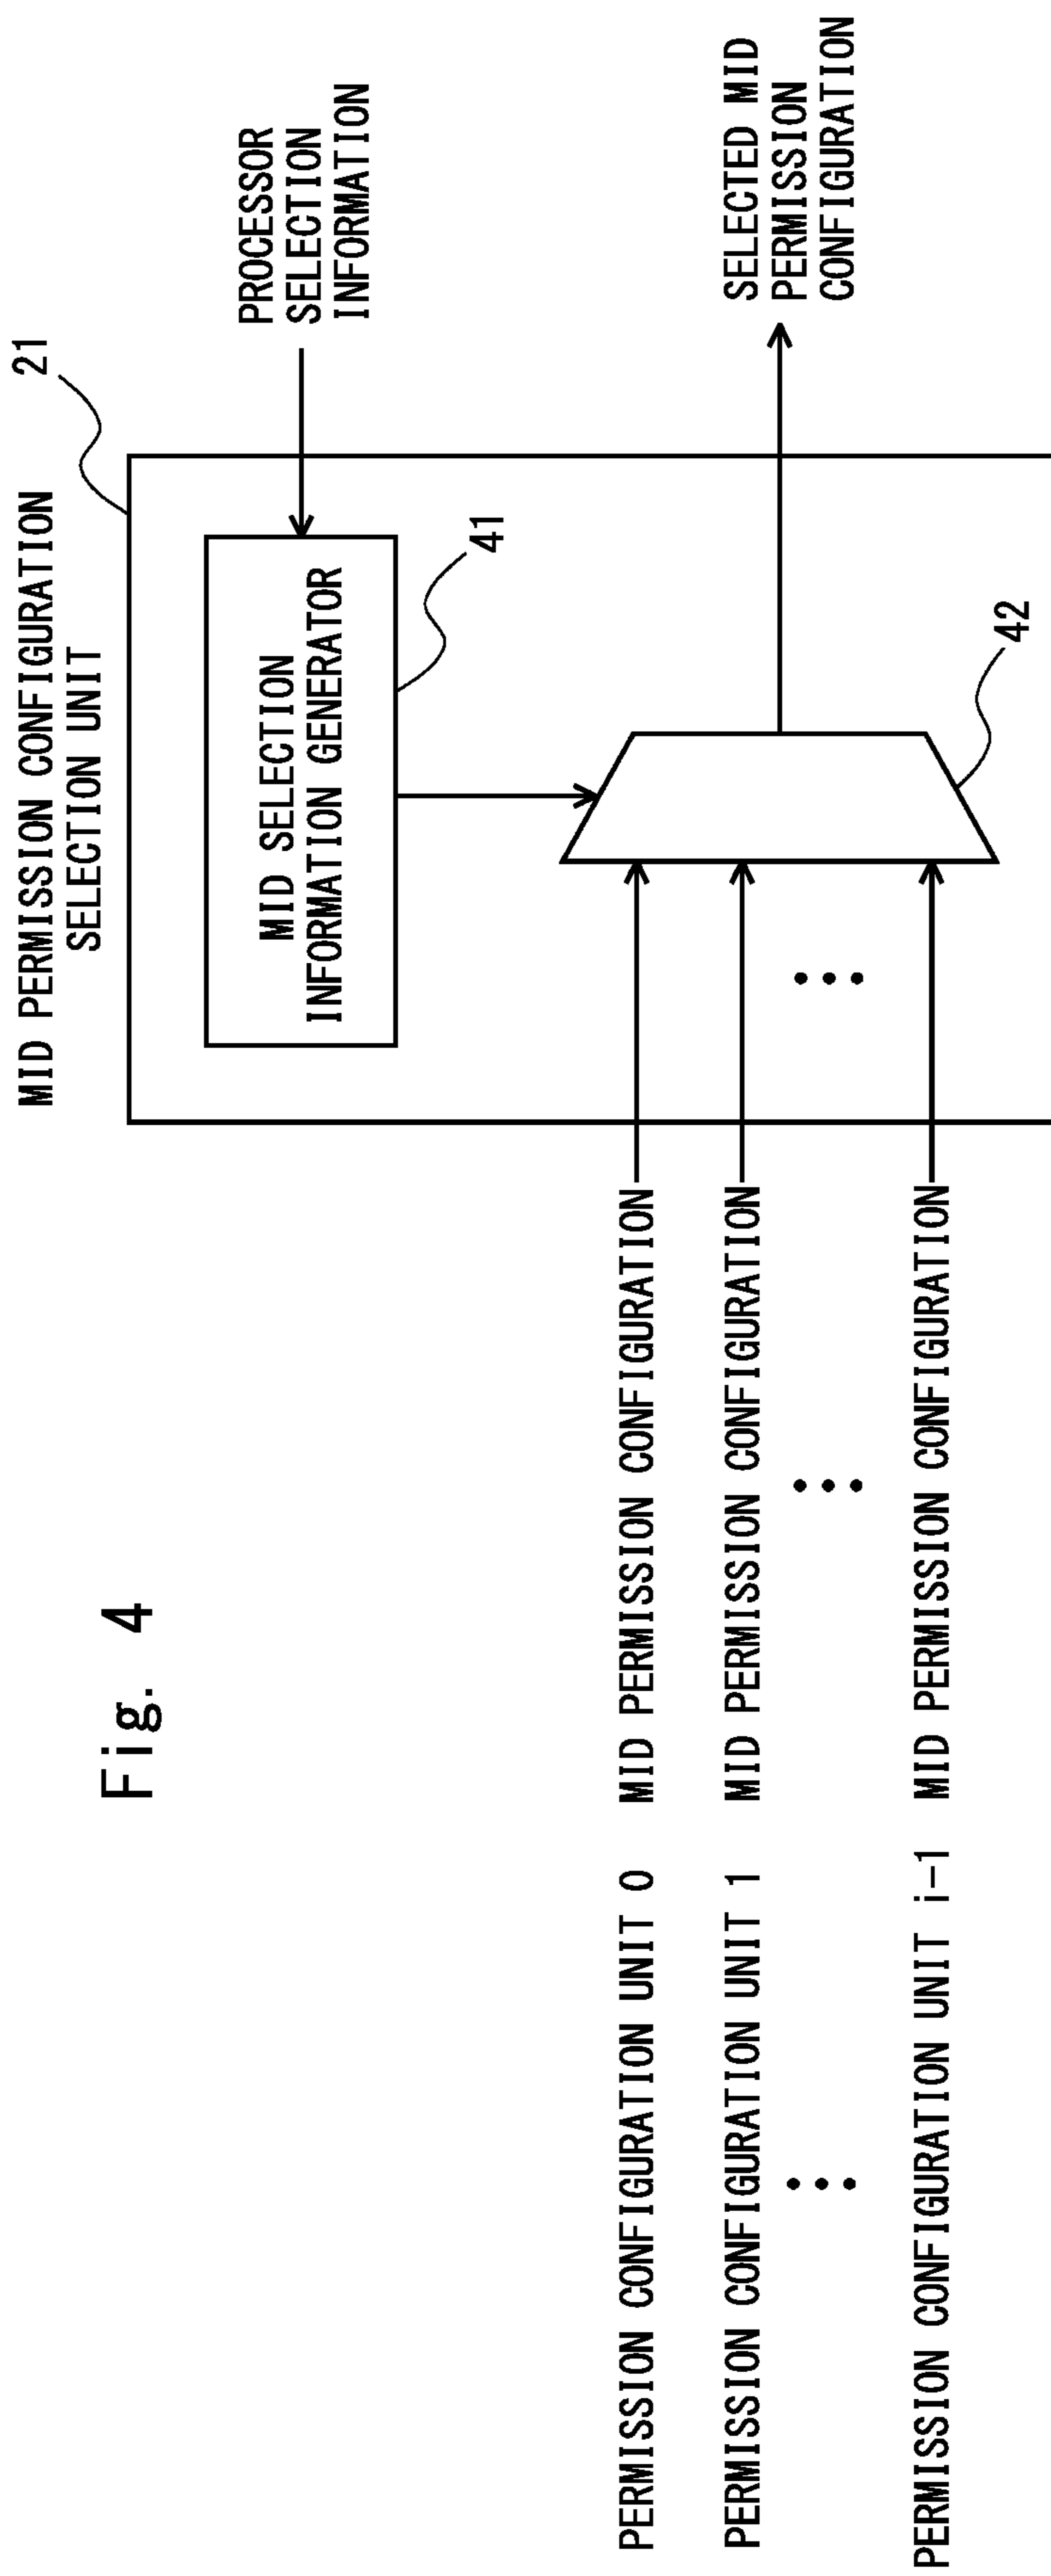 Fig. 4
MID PERMISSION CONFIGURATION
SELECTION UNIT
21
MID SELECTION
INFORMATION GENERATOR
41
PROCESSOR
SELECTION
INFORMATION
PERMISSION CONFIGURATION UNIT 0 MID PERMISSION CONFIGURATION
PERMISSION CONFIGURATION UNIT 1 MID PERMISSION CONFIGURATION
PERMISSION CONFIGURATION UNIT i-1 MID PERMISSION CONFIGURATION
42
SELECTED MID
PERMISSION
CONFIGURATION